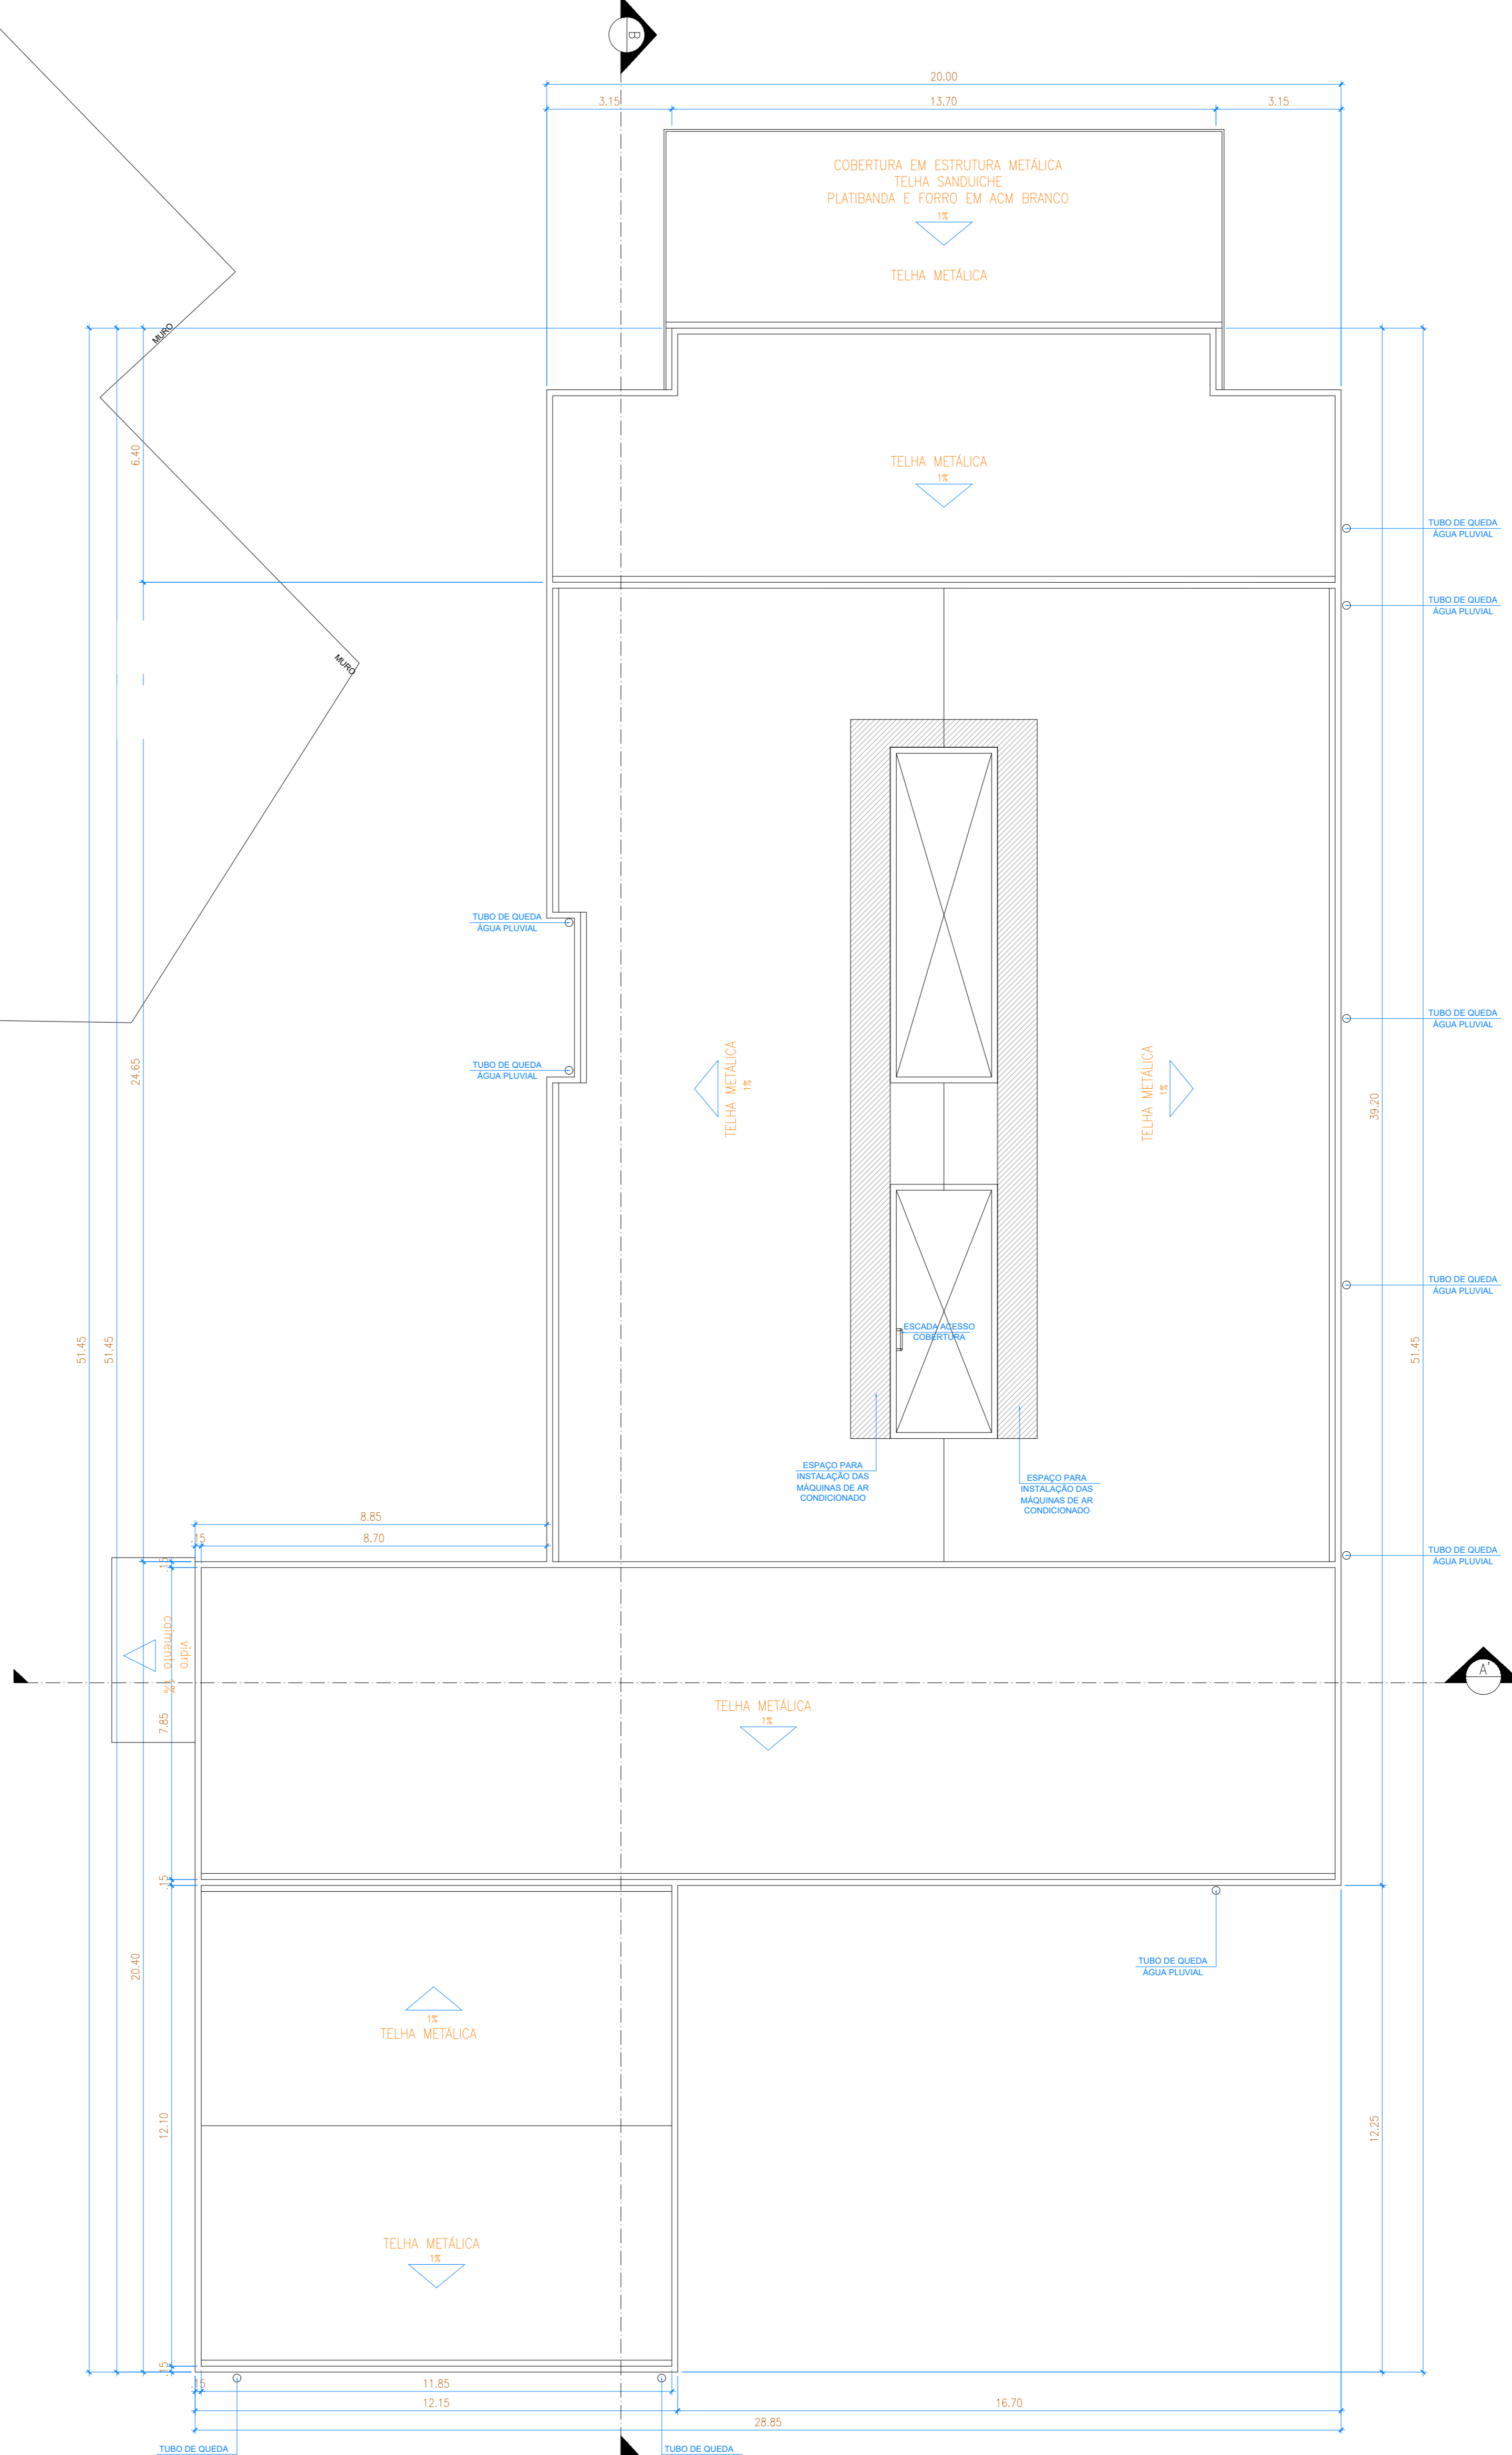 B
20.00
3.15
13.70
3.15
COBERTURA EM ESTRUTURA METÁLICA
TELHA SANDUICHE
PLATIBANDA E FORRO EM ACM BRANCO
1%
TELHA METÁLICA
MURO
6.40
TELHA METÁLICA
1%
TUBO DE QUEDA
ÁGUA PLUVIAL
TUBO DE QUEDA
ÁGUA PLUVIAL
MURO
TUBO DE QUEDA
ÁGUA PLUVIAL
TUBO DE QUEDA
ÁGUA PLUVIAL
TUBO DE QUEDA
ÁGUA PLUVIAL
24.65
TELHA METÁLICA
1%
TELHA METÁLICA
1%
39.20
TUBO DE QUEDA
ÁGUA PLUVIAL
51.45
51.45
51.45
ESCADA ACESSO
COBERTURA
ESPAÇO PARA
INSTALAÇÃO DAS
MÁQUINAS DE AR
CONDICIONADO
ESPAÇO PARA
INSTALAÇÃO DAS
MÁQUINAS DE AR
CONDICIONADO
8.85
.15
8.70
TUBO DE QUEDA
ÁGUA PLUVIAL
.15
vidro
caimento 1%
A'
7.85
TELHA METÁLICA
1%
.15
20.40
TUBO DE QUEDA
ÁGUA PLUVIAL
1%
TELHA METÁLICA
12.10
12.25
TELHA METÁLICA
1%
.15
.15
11.85
12.15
16.70
28.85
TUBO DE QUEDA
TUBO DE QUEDA